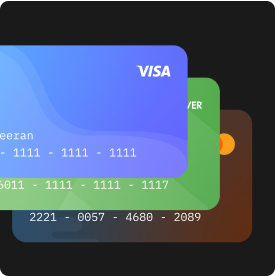 VISA
eeran
- 1111 - 1111 - 1111
VER
6011 - 1111 - 1111 - 1117
2221 - 0057 - 4680 - 2089